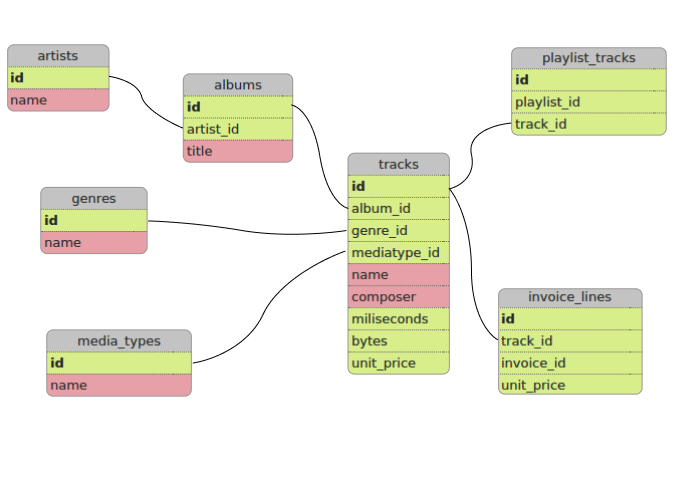 artists
id
name
albums
id
artist_id
title
genres
id
name
media_types
id
name
tracks
id
album_id
genre_id
mediatype_id
name
composer
miliseconds
bytes
unit_price
playlist_tracks
id
playlist_id
track_id
invoice_lines
id
track_id
invoice_id
unit_price